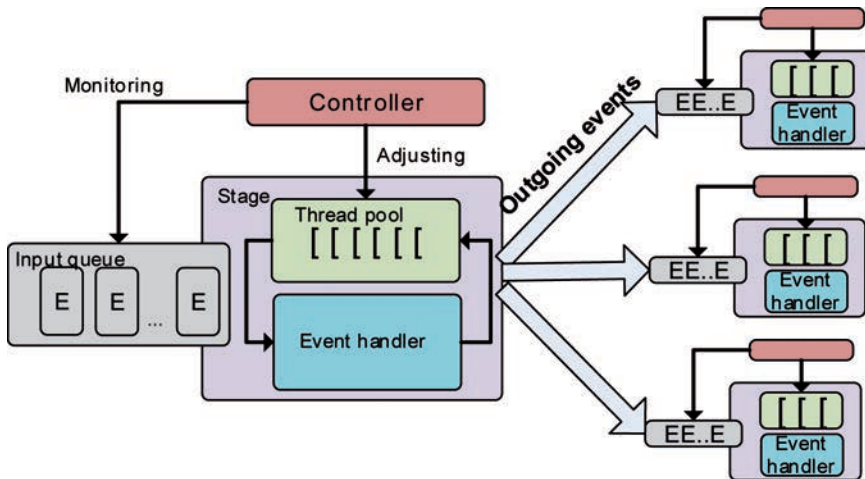 Monitoring
Controller
Adjusting
Stage
Thread pool
[ [ [ [ [ [
Input queue
E E ... E
Event handler
Outgoing events
EE..E
[ [ [
Event
handler
EE..E
[ [ [
Event
handler
EE..E
[ [ [
Event
handler